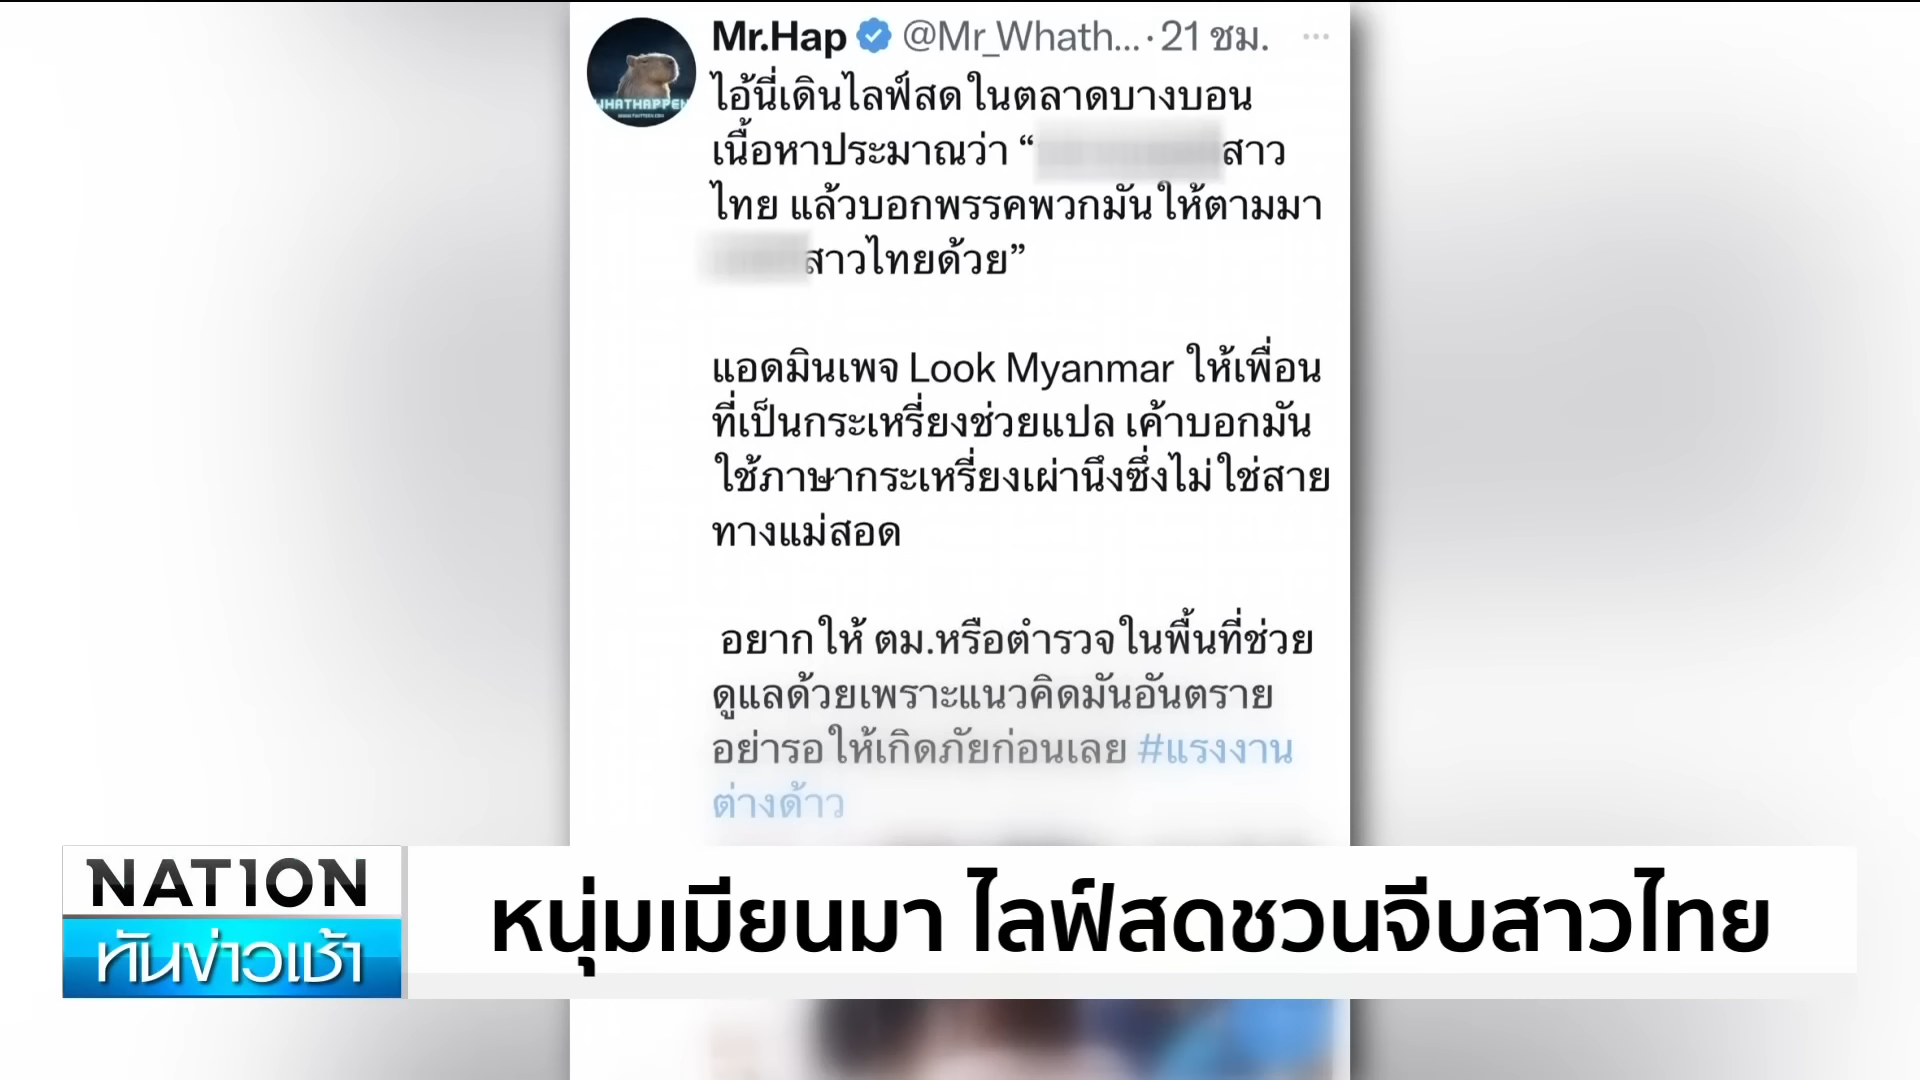 Mr.Hap @Mr_Whath... · 21 ชม.
WHATHAPPEN
ไอ้นี่เดินไลฟ์สดในตลาดบางบอน
เนื้อหาประมาณว่า “สาว
ไทย แล้วบอกพรรคพวกมันให้ตามมา
สาวไทยด้วย”
แอดมินเพจ Look Myanmar ให้เพื่อน
ที่เป็นกระเหรี่ยงช่วยแปล เค้าบอกมัน
ใช้ภาษากระเหรี่ยงเผ่านึงซึ่งไม่ใช่สาย
ทางแม่สอด
อยากให้ ตม.หรือตำรวจในพื้นที่ช่วย
ดูแลด้วยเพราะแนวคิดมันอันตราย
อย่ารอให้เกิดภัยก่อนเลย #แรงงาน
ต่างด้าว
NATION
ทันข่าวเช้า
หนุ่มเมียนมา ไลฟ์สดชวนจีบสาวไทย